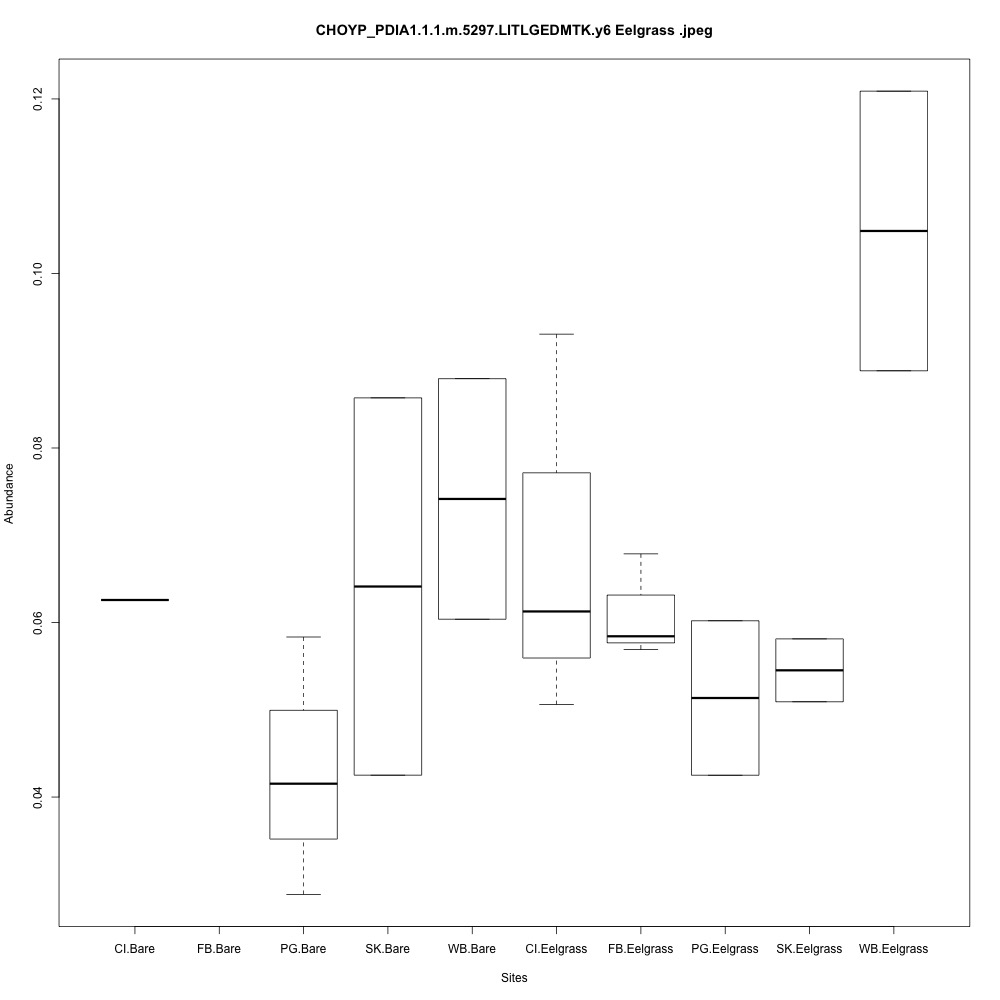 CHOYP_PDIA1.1.1.m.5297.LITLGEDMTK.y6 Eelgrass .jpeg
0.12
0.10
0.08
0.06
0.04
Abundance
CI.Bare FB.Bare PG.Bare SK.Bare WB.Bare CI.Eelgrass FB.Eelgrass PG.Eelgrass SK.Eelgrass WB.Eelgrass
Sites